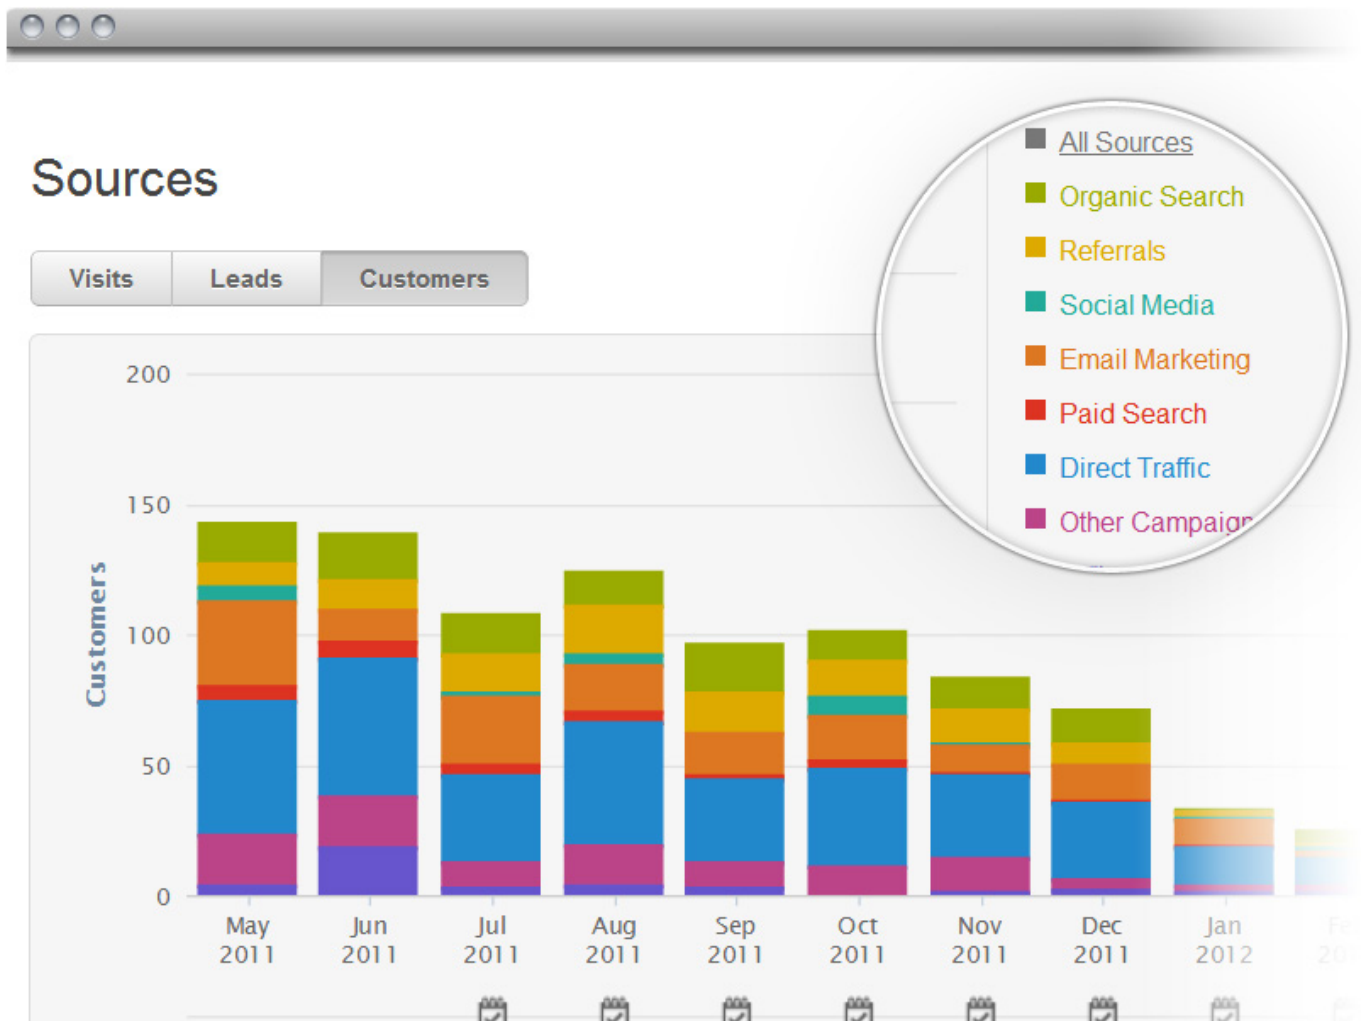 Sources
Visits Leads Customers
All Sources
Organic Search
Referrals
Social Media
Email Marketing
Paid Search
Direct Traffic
Other Campaign
Customers
200
150
100
50
0
May Jun Jul Aug Sep Oct Nov Dec Jan
2011 2011 2011 2011 2011 2011 2011 2011 2012